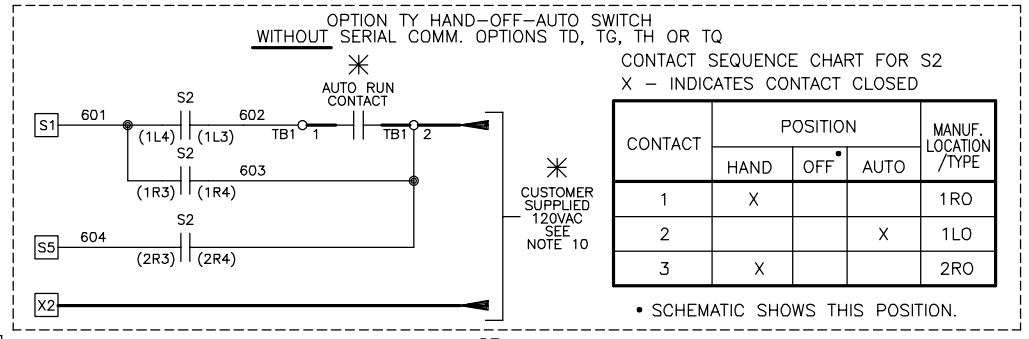 OPTION TY HAND-OFF-AUTO SWITCH
WITHOUT SERIAL COMM. OPTIONS TD, TG, TH OR TQ
AUTO RUN
CONTACT
S1
601
S2
(1L4) (1L3)
602
TB1 1
TB1 2
S2
603
(1R3) (1R4)
S2
S5
604
(2R3) (2R4)
X2
CUSTOMER
SUPPLIED
120VAC
SEE
NOTE 10
CONTACT SEQUENCE CHART FOR S2
X - INDICATES CONTACT CLOSED
CONTACT POSITION MANUF. LOCATION /TYPE
HAND OFF• AUTO
1 X 1RO
2 X 1LO
3 X 2RO
• SCHEMATIC SHOWS THIS POSITION.